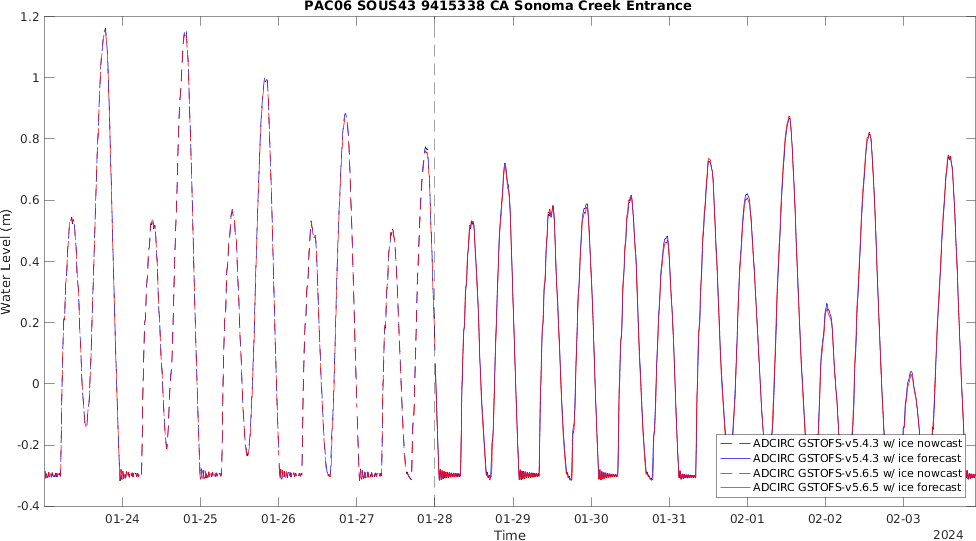 PAC06 SOUS43 9415338 CA Sonoma Creek Entrance
1.2
1
0.8
0.6
0.4
0.2
0
-0.2
-0.4
Water Level (m)
ADCIRC GSTOFS-v5.4.3 w/ ice nowcast
ADCIRC GSTOFS-v5.4.3 w/ ice forecast
ADCIRC GSTOFS-v5.6.5 w/ ice nowcast
ADCIRC GSTOFS-v5.6.5 w/ ice forecast
01-24 01-25 01-26 01-27 01-28 01-29 01-30 01-31 02-01 02-02 02-03
Time
2024